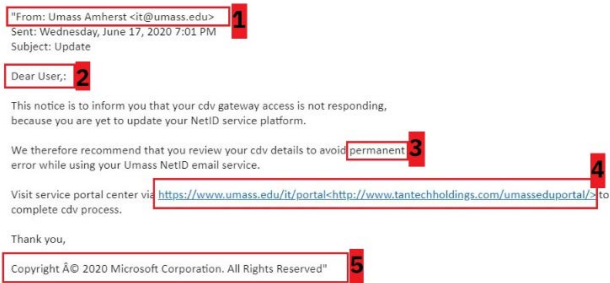 "From: Umass Amherst <it@umass.edu> 1
Sent: Wednesday, June 17, 2020 7:01 PM
Subject: Update
Dear User,: 2
This notice is to inform you that your cdv gateway access is not responding,
because you are yet to update your NetID service platform.
We therefore recommend that you review your cdv details to avoid permanent 3
error while using your Umass NetID email service.
4
Visit service portal center via https://www.umass.edu/it/portal<http://www.tantechholdings.com/umasseduportal/> to
complete cdv process.
Thank you,
Copyright Â© 2020 Microsoft Corporation. All Rights Reserved" 5